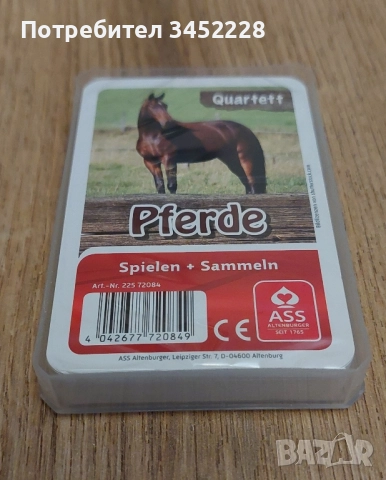 Потребител 3452228
Quartett
Pferde
Spielen + Sammeln
Art.-Nr. 225 72084
4 042677 720849
CE
ASS
ALTENBURGER
SEIT 1765
ASS Altenburger, Leipziger Str. 7, D-04600 Altenburg
BAZAR